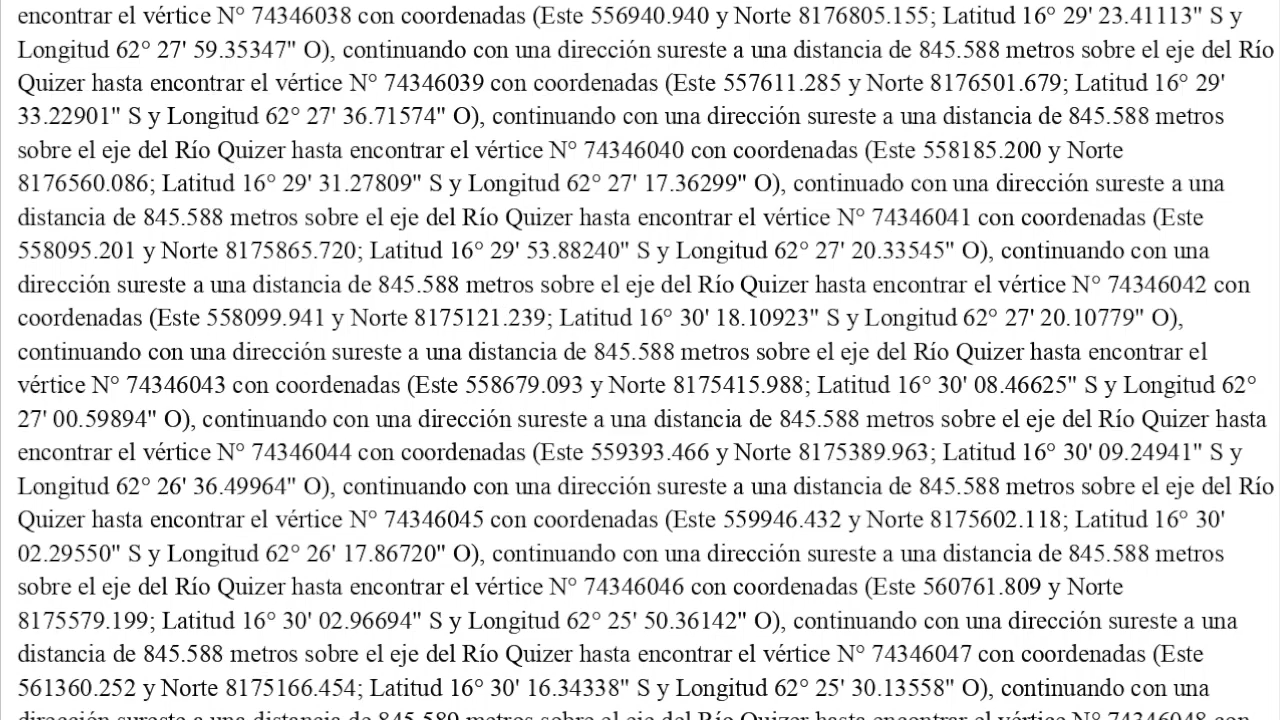 encontrar el vértice N° 74346038 con coordenadas (Este 556940.940 y Norte 8176805.155; Latitud 16° 29' 23.41113" S y
Longitud 62° 27' 59.35347" O), continuando con una dirección sureste a una distancia de 845.588 metros sobre el eje del Río
Quizer hasta encontrar el vértice N° 74346039 con coordenadas (Este 557611.285 y Norte 8176501.679; Latitud 16° 29'
33.22901" S y Longitud 62° 27' 36.71574" O), continuando con una dirección sureste a una distancia de 845.588 metros
sobre el eje del Río Quizer hasta encontrar el vértice N° 74346040 con coordenadas (Este 558185.200 y Norte
8176560.086; Latitud 16° 29' 31.27809" S y Longitud 62° 27' 17.36299" O), continuado con una dirección sureste a una
distancia de 845.588 metros sobre el eje del Río Quizer hasta encontrar el vértice N° 74346041 con coordenadas (Este
558095.201 y Norte 8175865.720; Latitud 16° 29' 53.88240" S y Longitud 62° 27' 20.33545" O), continuando con una
dirección sureste a una distancia de 845.588 metros sobre el eje del Río Quizer hasta encontrar el vértice N° 74346042 con
coordenadas (Este 558099.941 y Norte 8175121.239; Latitud 16° 30' 18.10923" S y Longitud 62° 27' 20.10779" O),
continuando con una dirección sureste a una distancia de 845.588 metros sobre el eje del Río Quizer hasta encontrar el
vértice N° 74346043 con coordenadas (Este 558679.093 y Norte 8175415.988; Latitud 16° 30' 08.46625" S y Longitud 62°
27' 00.59894" O), continuando con una dirección sureste a una distancia de 845.588 metros sobre el eje del Río Quizer hasta
encontrar el vértice N° 74346044 con coordenadas (Este 559393.466 y Norte 8175389.963; Latitud 16° 30' 09.24941" S y
Longitud 62° 26' 36.49964" O), continuando con una dirección sureste a una distancia de 845.588 metros sobre el eje del Río
Quizer hasta encontrar el vértice N° 74346045 con coordenadas (Este 559946.432 y Norte 8175602.118; Latitud 16° 30'
02.29550" S y Longitud 62° 26' 17.86720" O), continuando con una dirección sureste a una distancia de 845.588 metros
sobre el eje del Río Quizer hasta encontrar el vértice N° 74346046 con coordenadas (Este 560761.809 y Norte
8175579.199; Latitud 16° 30' 02.96694" S y Longitud 62° 25' 50.36142" O), continuando con una dirección sureste a una
distancia de 845.588 metros sobre el eje del Río Quizer hasta encontrar el vértice N° 74346047 con coordenadas (Este
561360.252 y Norte 8175166.454; Latitud 16° 30' 16.34338" S y Longitud 62° 25' 30.13558" O), continuando con una
dirección sureste a una distancia de 845.589 metros sobre el eje del Río Quizer hasta encontrar el vértice N° 74346048 con